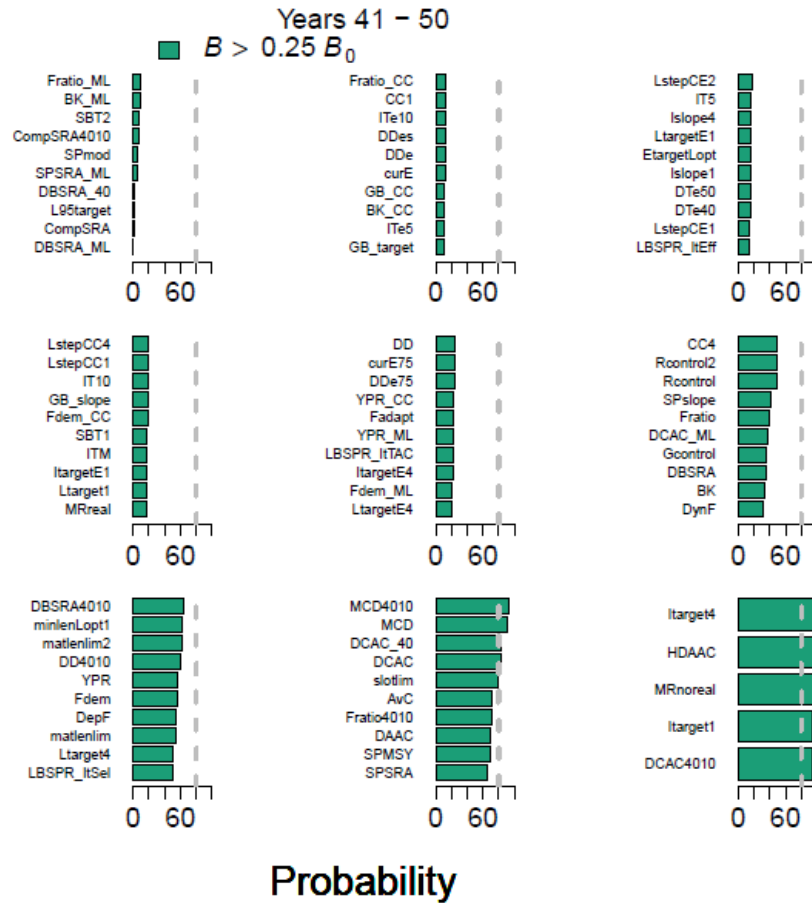 Years 41 − 50
B > 0.25 B0
Fratio_ML
BK_ML
SBT2
CompSRA4010
SPmod
SPSRA_ML
DBSRA_40
L95target
CompSRA
DBSRA_ML
0 60
Fratio_CC
CC1
ITe10
DDes
DDe
curE
GB_CC
BK_CC
ITe5
GB_target
0 60
LstepCE2
IT5
Islope4
LtargetE1
EtargetLopt
Islope1
DTe50
DTe40
LstepCE1
LBSPR_ItEff
0 60
LstepCC4
LstepCC1
IT10
GB_slope
Fdem_CC
SBT1
ITM
ItargetE1
Ltarget1
MRreal
0 60
DD
curE75
DDe75
YPR_CC
Fadapt
YPR_ML
LBSPR_ItTAC
ItargetE4
Fdem_ML
LtargetE4
0 60
CC4
Rcontrol2
Rcontrol
SPslope
Fratio
DCAC_ML
Gcontrol
DBSRA
BK
DynF
0 60
DBSRA4010
minlenLopt1
matlenlim2
DD4010
YPR
Fdem
DepF
matlenlim
Ltarget4
LBSPR_ItSel
0 60
MCD4010
MCD
DCAC_40
DCAC
slotlim
AvC
Fratio4010
DAAC
SPMSY
SPSRA
0 60
Itarget4
HDAAC
MRnoreal
Itarget1
DCAC4010
0 60
Probability